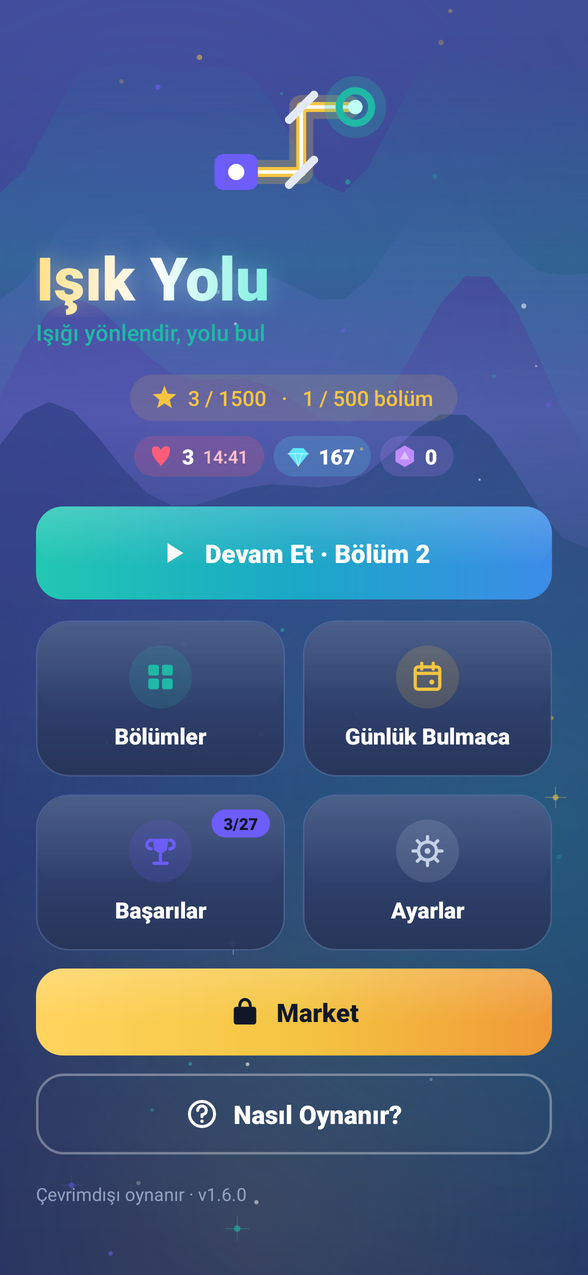 Işık Yolu
Işığı yönlendir, yolu bul
3 / 1500 · 1 / 500 bölüm
3 14:41 167 0
Devam Et · Bölüm 2
Bölümler
Günlük Bulmaca
3/27
Başarılar
Ayarlar
Market
Nasıl Oynanır?
Çevrimdışı oynanır · v1.6.0